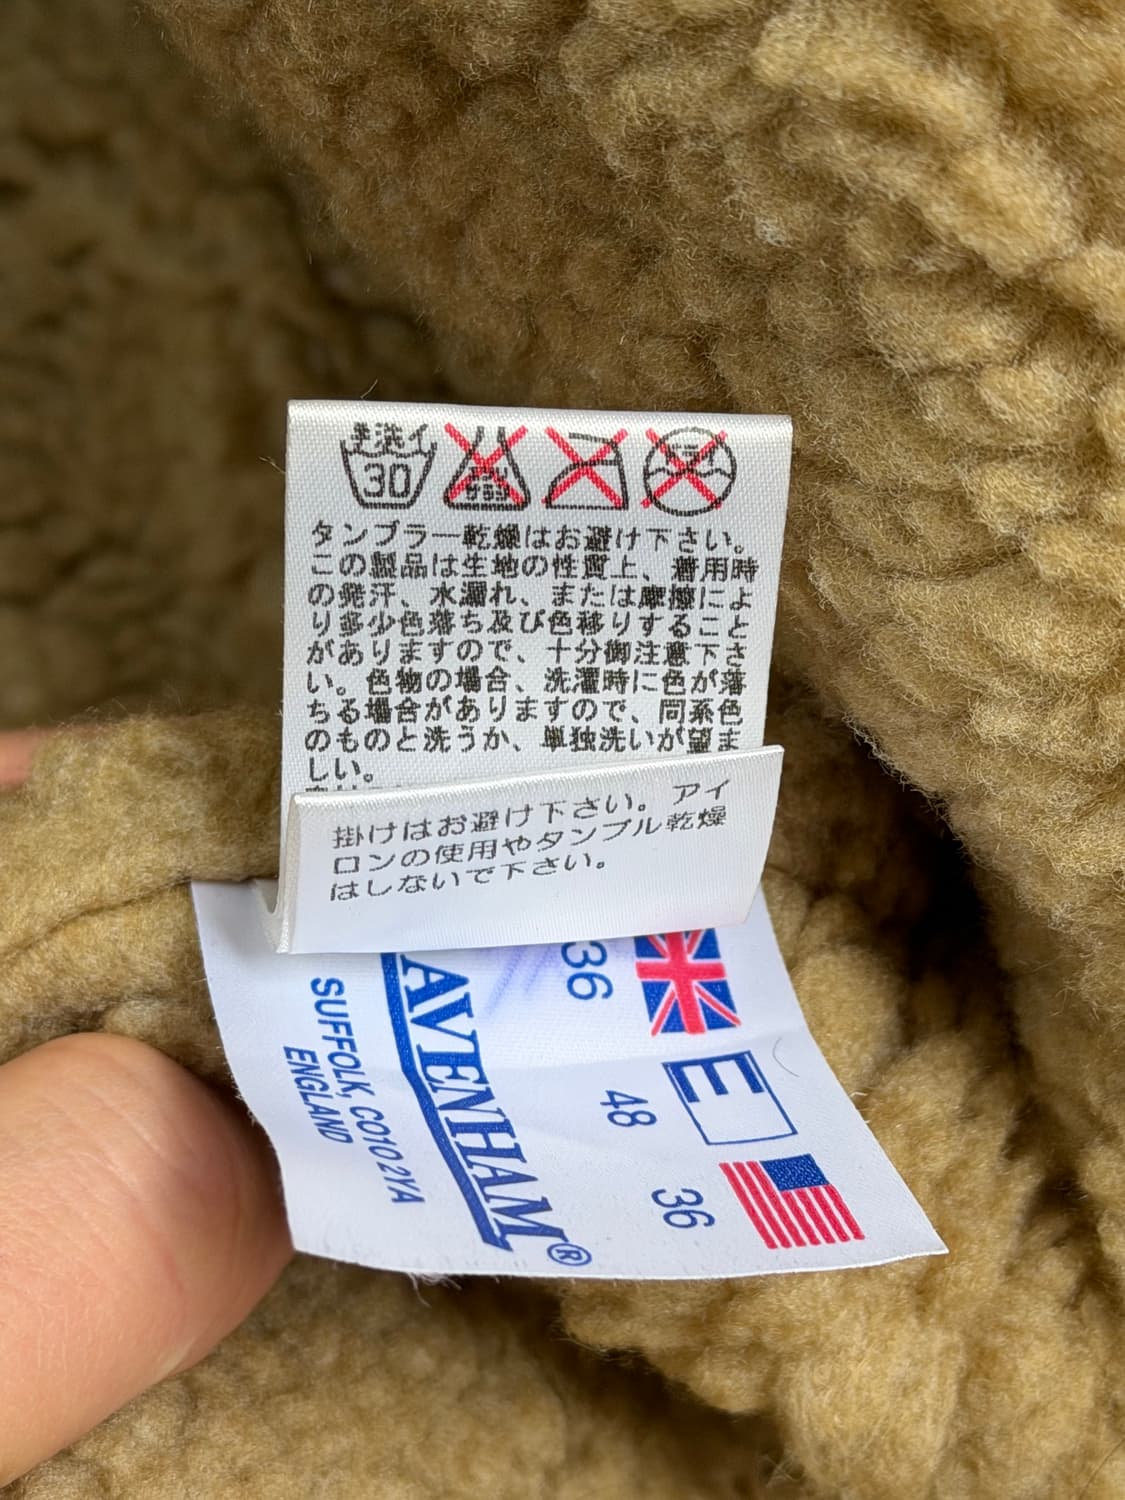 手洗イ
30
タンブラー乾燥はお避け下さい。
この製品は生地の性質上、着用時
の発汗、水濡れ、または摩擦によ
り多少色落ち及び色移りすること
がありますので、十分御注意下さ
い。色物の場合、洗濯時に色が落
ちる場合がありますので、同系色
のものと洗うか、単独洗いが望ま
しい。
掛けはお避け下さい。アイ
ロンの使用やタンブル乾燥
はしないで下さい。
36
E
48
36
AVENHAM®
SUFFOLK, CO10 2YA
ENGLAND